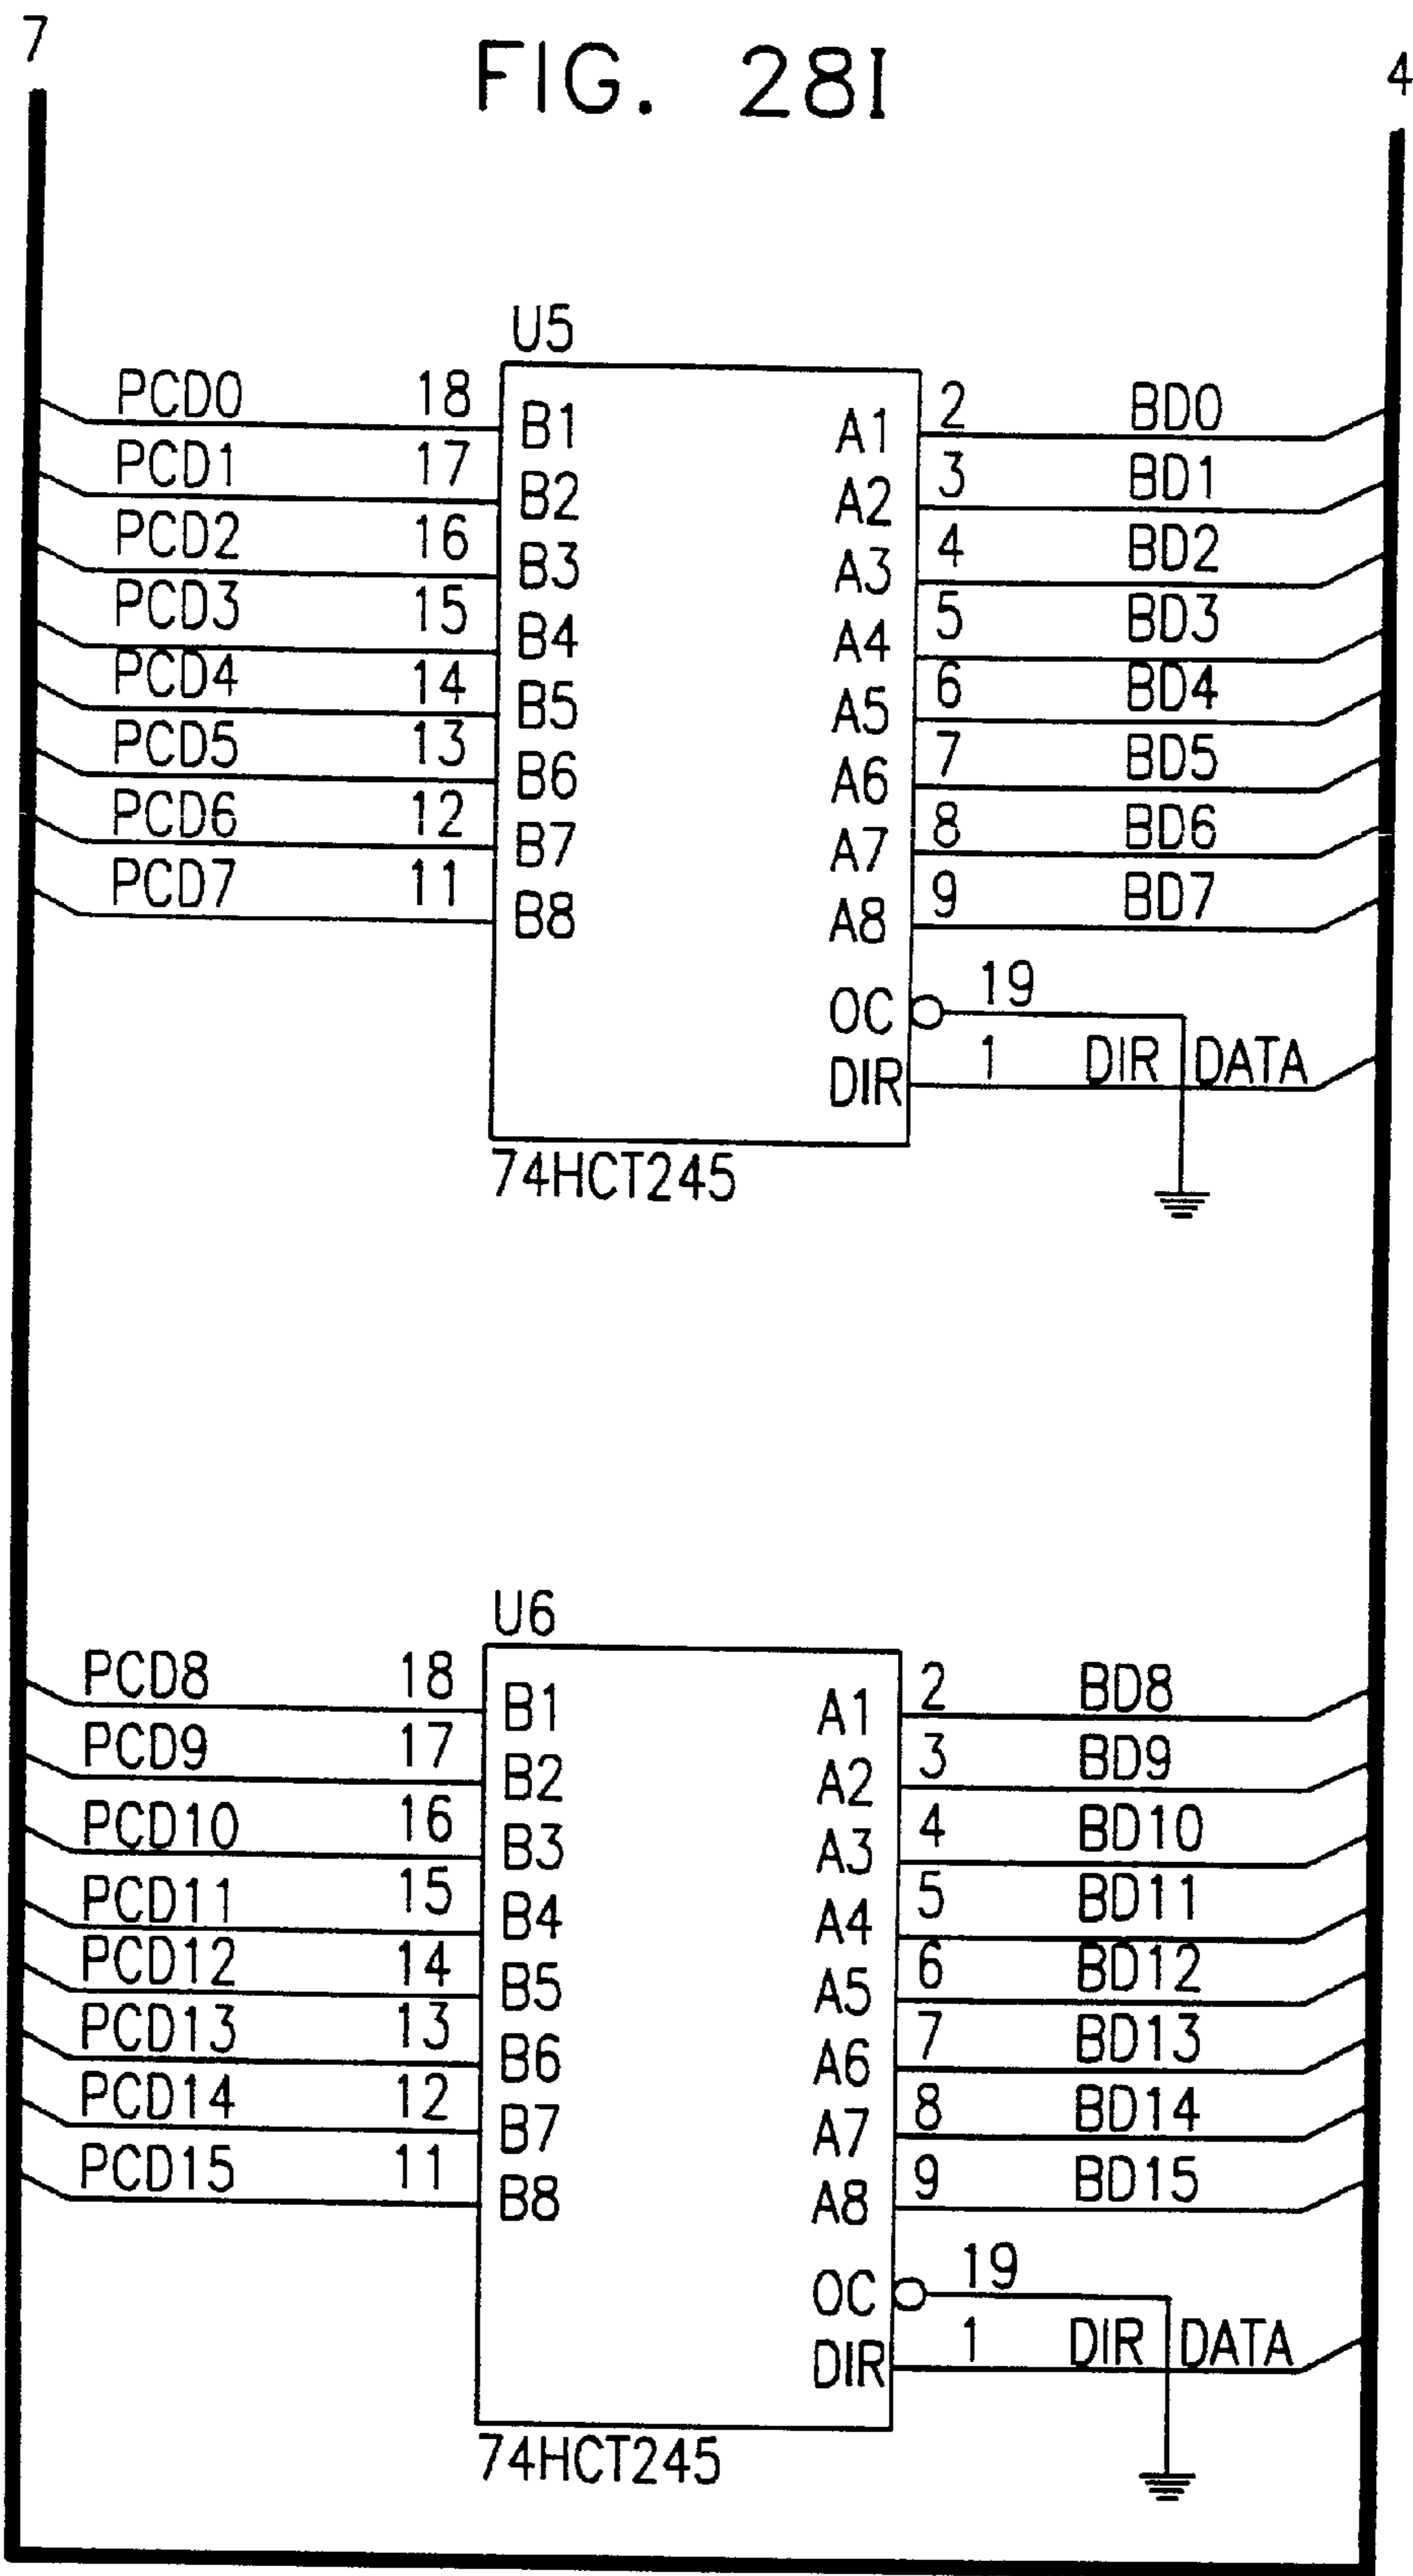 7 FIG. 28I 4
U5
PCD0 18 B1 A1 2 BD0
PCD1 17 B2 A2 3 BD1
PCD2 16 B3 A3 4 BD2
PCD3 15 B4 A4 5 BD3
PCD4 14 B5 A5 6 BD4
PCD5 13 B6 A6 7 BD5
PCD6 12 B7 A7 8 BD6
PCD7 11 B8 A8 9 BD7
OC 19
DIR 1 DIR DATA
74HCT245
U6
PCD8 18 B1 A1 2 BD8
PCD9 17 B2 A2 3 BD9
PCD10 16 B3 A3 4 BD10
PCD11 15 B4 A4 5 BD11
PCD12 14 B5 A5 6 BD12
PCD13 13 B6 A6 7 BD13
PCD14 12 B7 A7 8 BD14
PCD15 11 B8 A8 9 BD15
OC 19
DIR 1 DIR DATA
74HCT245